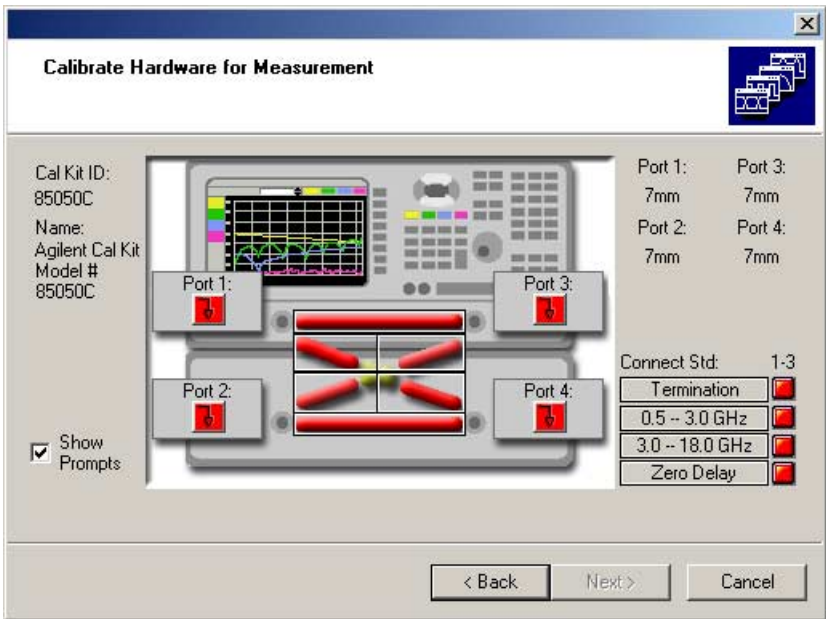 Calibrate Hardware for Measurement
Cal Kit ID:
85050C
Name:
Agilent Cal Kit
Model #
85050C
Show
Prompts
Port 1:
Port 2:
Port 3:
Port 4:
Port 1: Port 3:
7mm 7mm
Port 2: Port 4:
7mm 7mm
Connect Std: 1-3
Termination
0.5 -- 3.0 GHz
3.0 -- 18.0 GHz
Zero Delay
< Back
Next >
Cancel